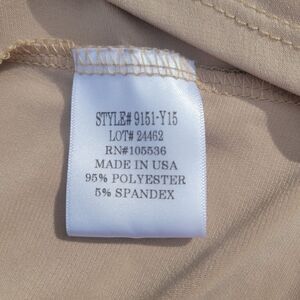 STYLE# 9151-Y15
LOT# 24462
RN#105536
MADE IN USA
95% POLYESTER
5% SPANDEX